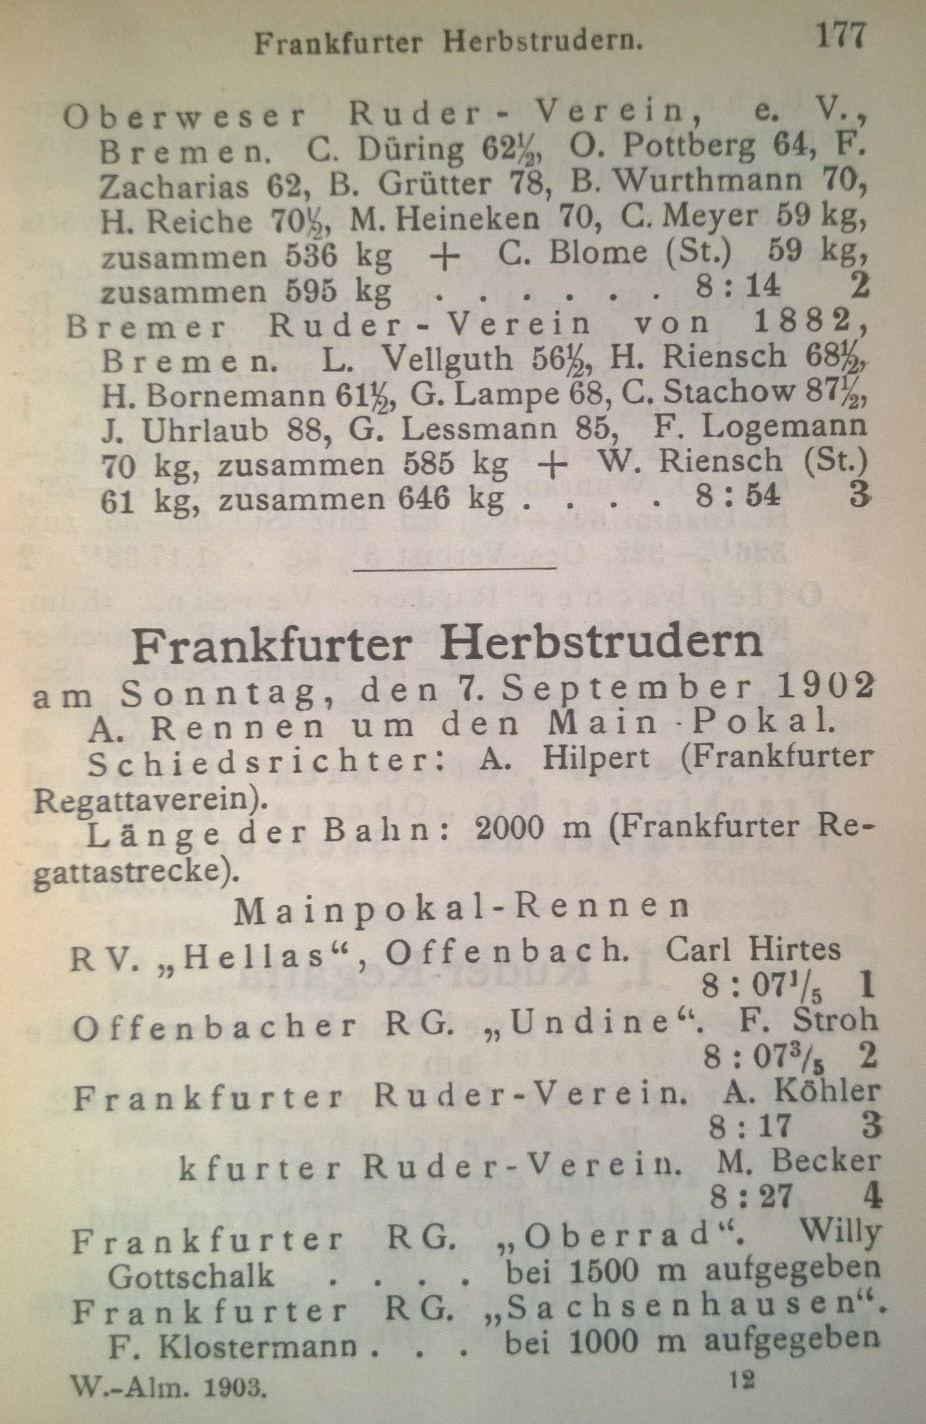 Frankfurter Herbstrudern. 177
Oberweser Ruder-Verein, e. V.,
Bremen. C. Düring 62½, O. Pottberg 64, F.
Zacharias 62, B. Grütter 78, B. Wurthmann 70,
H. Reiche 70½, M. Heineken 70, C. Meyer 59 kg,
zusammen 536 kg + C. Blome (St.) 59 kg,
zusammen 595 kg . . . . . . 8 : 14 2
Bremer Ruder-Verein von 1882,
Bremen. L. Vellguth 56½, H. Riensch 68½,
H. Bornemann 61½, G. Lampe 68, C. Stachow 87½,
J. Uhrlaub 88, G. Lessmann 85, F. Logemann
70 kg, zusammen 585 kg + W. Riensch (St.)
61 kg, zusammen 646 kg . . . . 8 : 54 3
Frankfurter Herbstrudern
am Sonntag, den 7. September 1902
A. Rennen um den Main-Pokal.
Schiedsrichter: A. Hilpert (Frankfurter
Regattaverein).
Länge der Bahn: 2000 m (Frankfurter Re-
gattastrecke).
Mainpokal-Rennen
RV. „Hellas“, Offenbach. Carl Hirtes
8 : 07¹/₅ 1
Offenbacher RG. „Undine“. F. Stroh
8 : 07³/₅ 2
Frankfurter Ruder-Verein. A. Köhler
8 : 17 3
kfurter Ruder-Verein. M. Becker
8 : 27 4
Frankfurter RG. „Oberrad“. Willy
Gottschalk . . . . bei 1500 m aufgegeben
Frankfurter RG. „Sachsenhausen“.
F. Klostermann . . . bei 1000 m aufgegeben
W.-Alm. 1903. 12